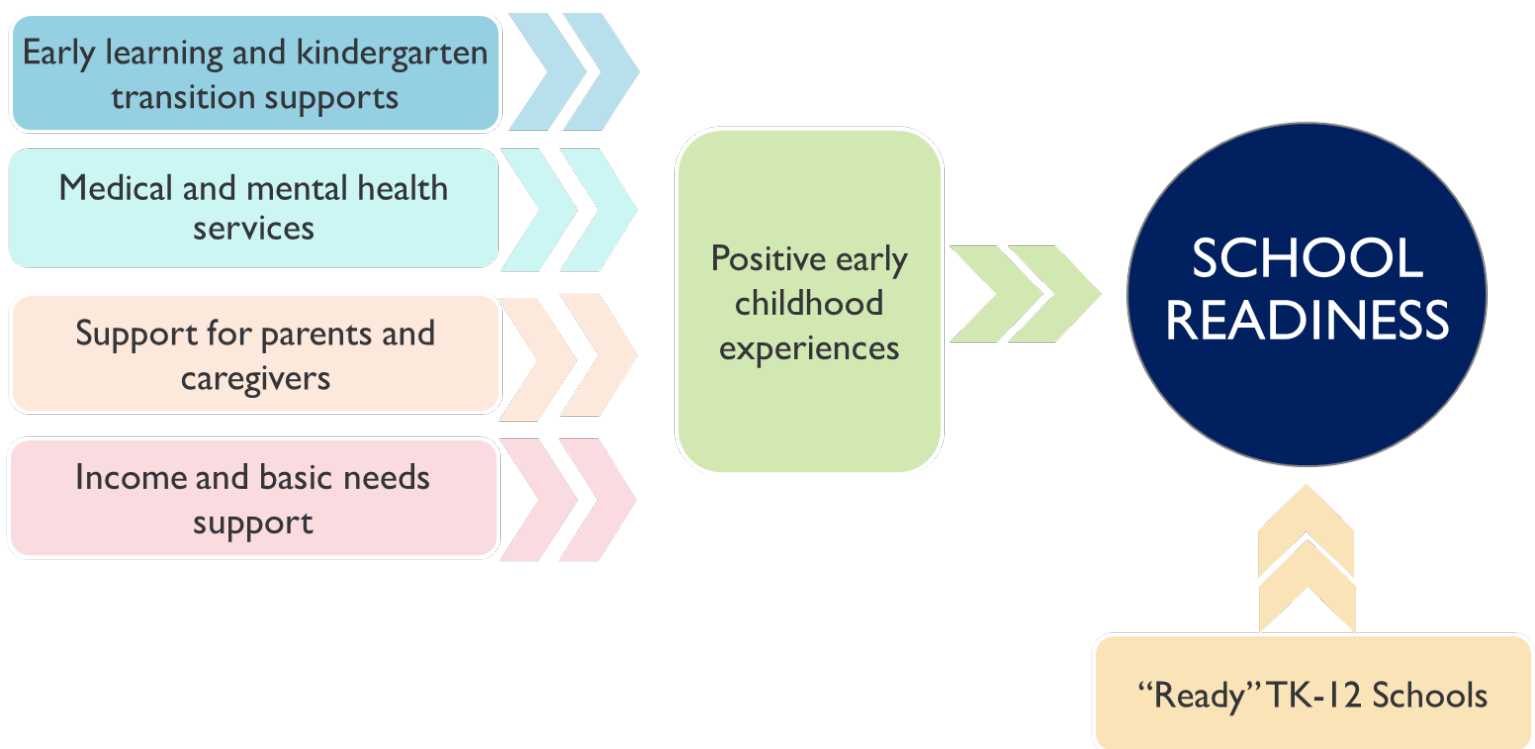 Early learning and kindergarten
transition supports
Medical and mental health
services
Support for parents and
caregivers
Income and basic needs
support
Positive early
childhood
experiences
SCHOOL
READINESS
“Ready” TK-12 Schools